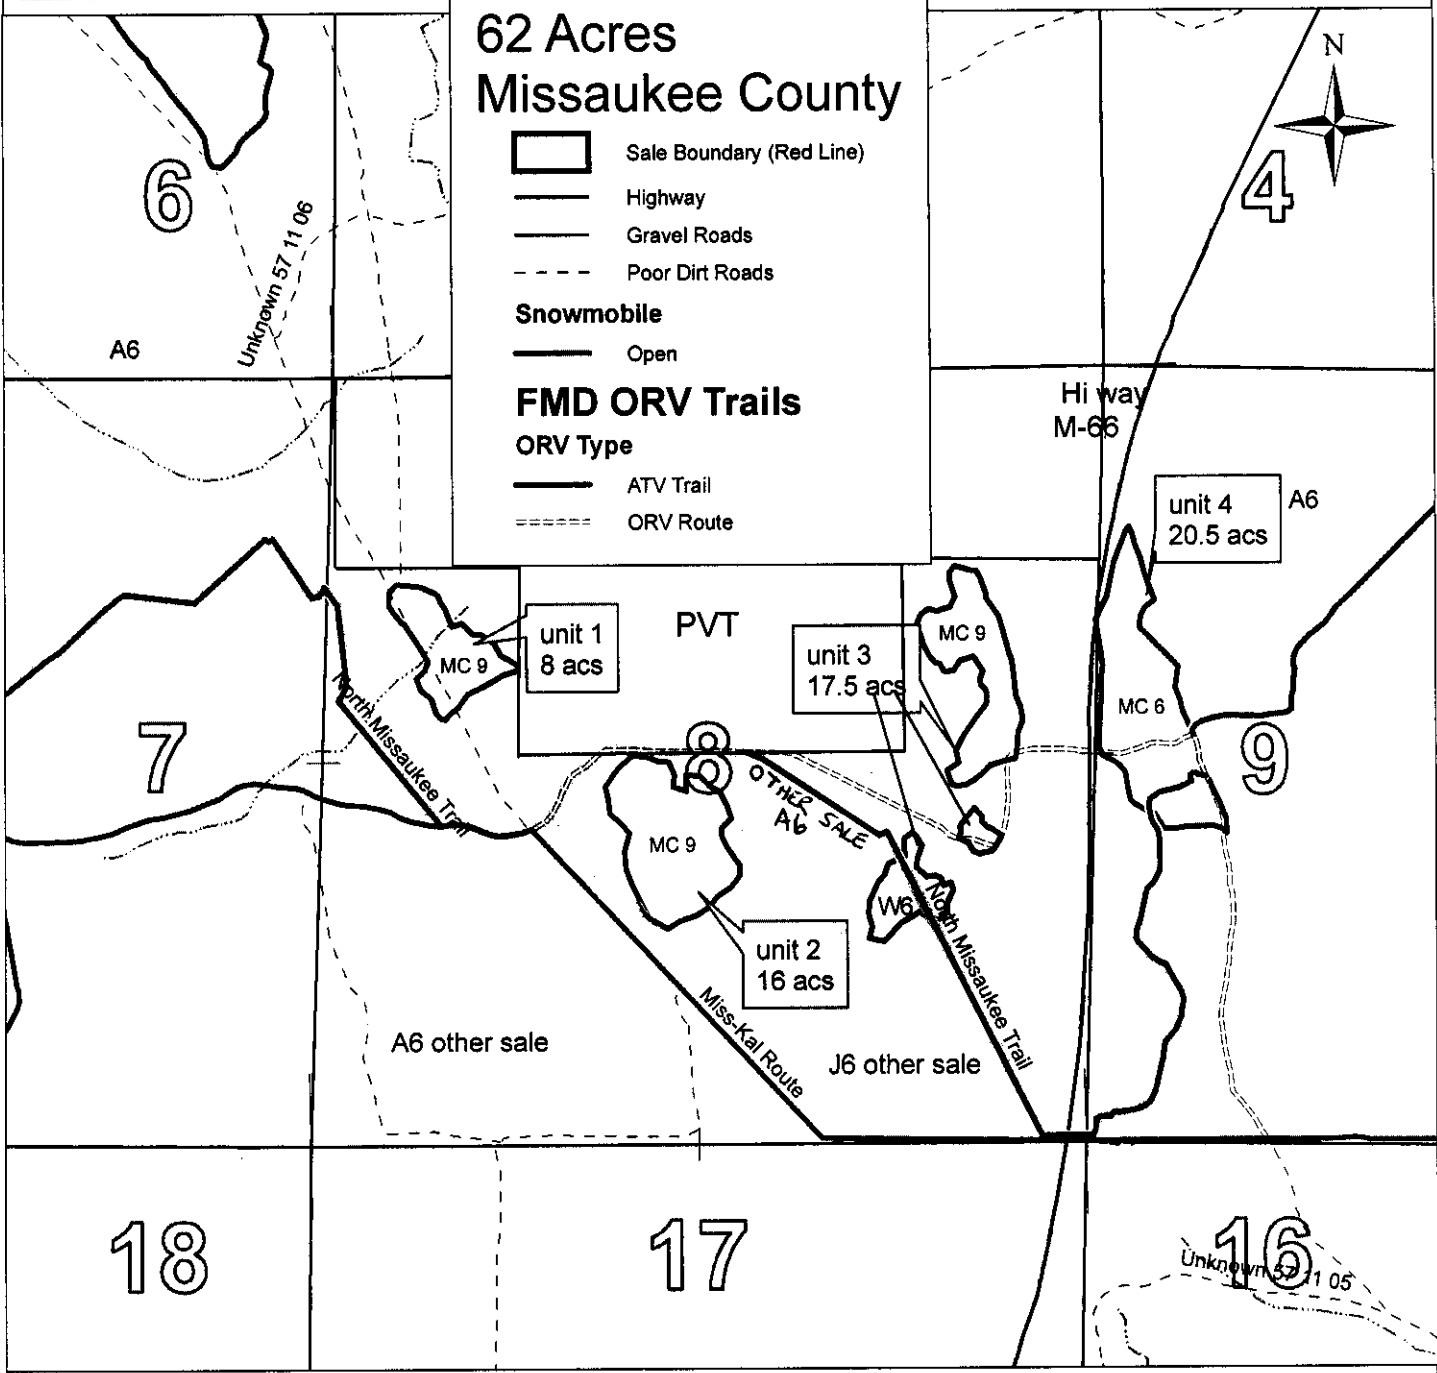 62 Acres
Missaukee County
Sale Boundary (Red Line)
Highway
Gravel Roads
Poor Dirt Roads
Snowmobile
Open
FMD ORV Trails
ORV Type
ATV Trail
ORV Route
N
6
4
Unknown 57 11 06
A6
Hi way
M-66
unit 4
20.5 acs
A6
unit 1
8 acs
MC 9
PVT
unit 3
17.5 acs
MC 9
MC 6
North Missaukee Trail
7
8
9
OTHER SALE
A6
MC 9
W6
unit 2
16 acs
North Missaukee Trail
Miss-Kal Route
A6 other sale
J6 other sale
18
17
16
Unknown 57 11 05